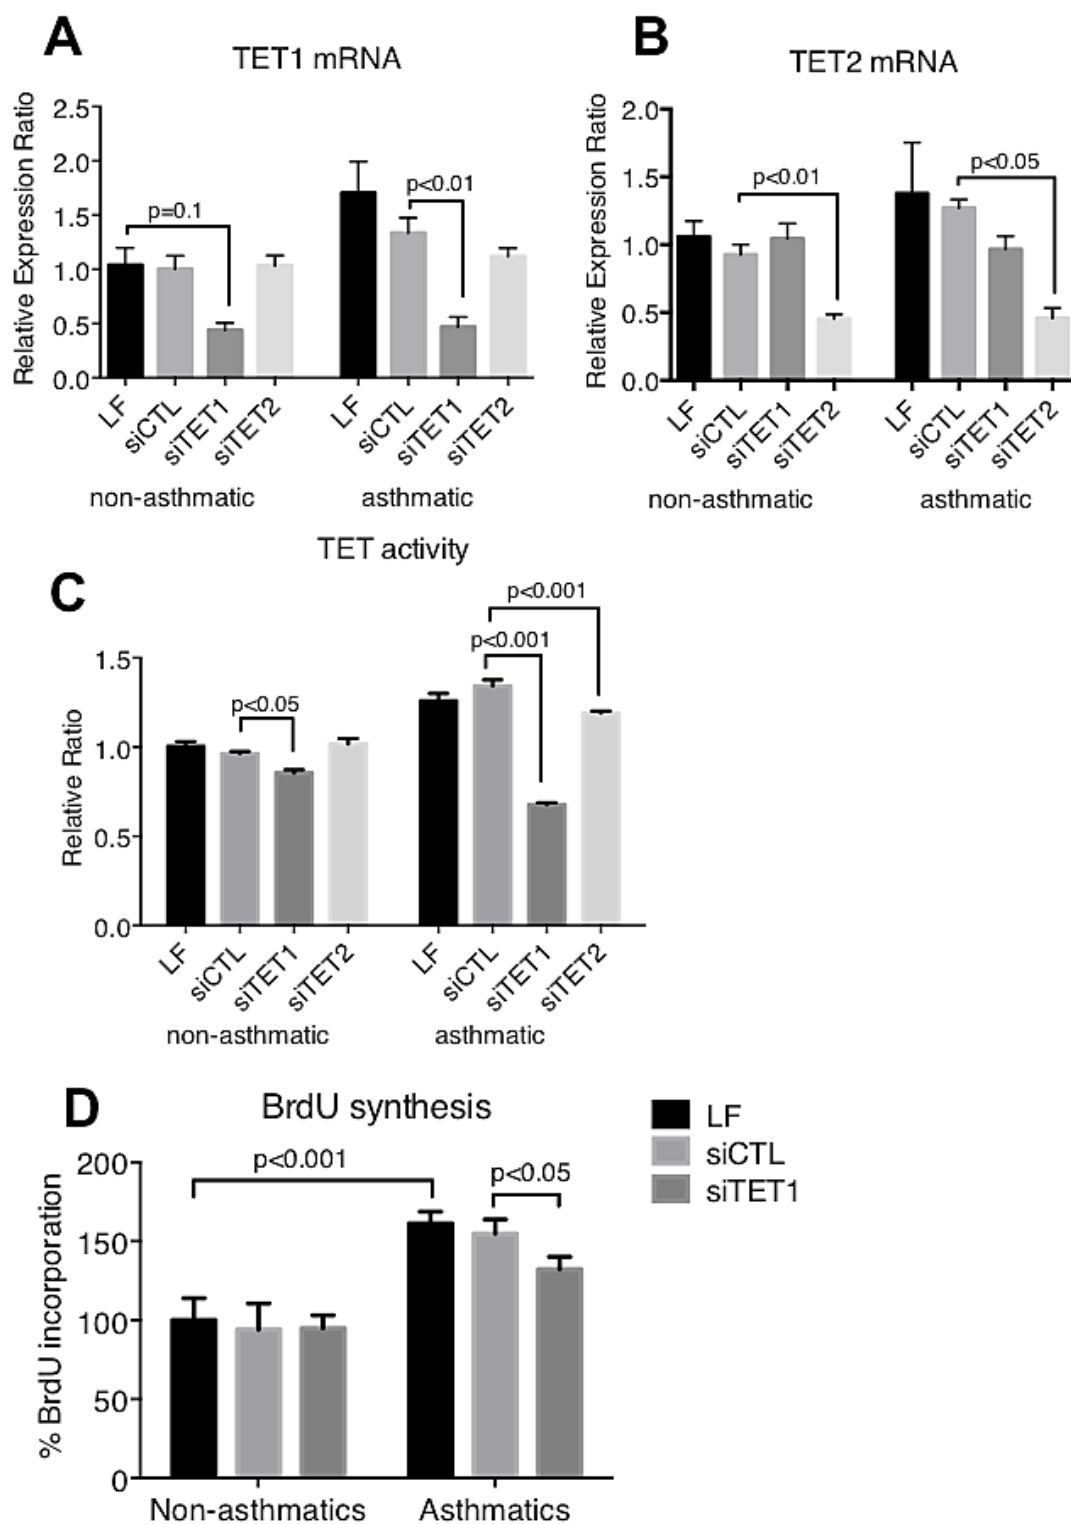 A
TET1 mRNA
Relative Expression Ratio
2.5
2.0
1.5
1.0
0.5
0.0
p=0.1
p<0.01
LF
siCTL
siTET1
siTET2
LF
siCTL
siTET1
siTET2
non-asthmatic
asthmatic
B
TET2 mRNA
Relative Expression Ratio
2.0
1.5
1.0
0.5
0.0
p<0.01
p<0.05
LF
siCTL
siTET1
siTET2
LF
siCTL
siTET1
siTET2
non-asthmatic
asthmatic
C
TET activity
Relative Ratio
1.5
1.0
0.5
0.0
p<0.05
p<0.001
p<0.001
LF
siCTL
siTET1
siTET2
LF
siCTL
siTET1
siTET2
non-asthmatic
asthmatic
D
BrdU synthesis
% BrdU incorporation
200
150
100
50
0
p<0.001
p<0.05
Non-asthmatics
Asthmatics
LF
siCTL
siTET1